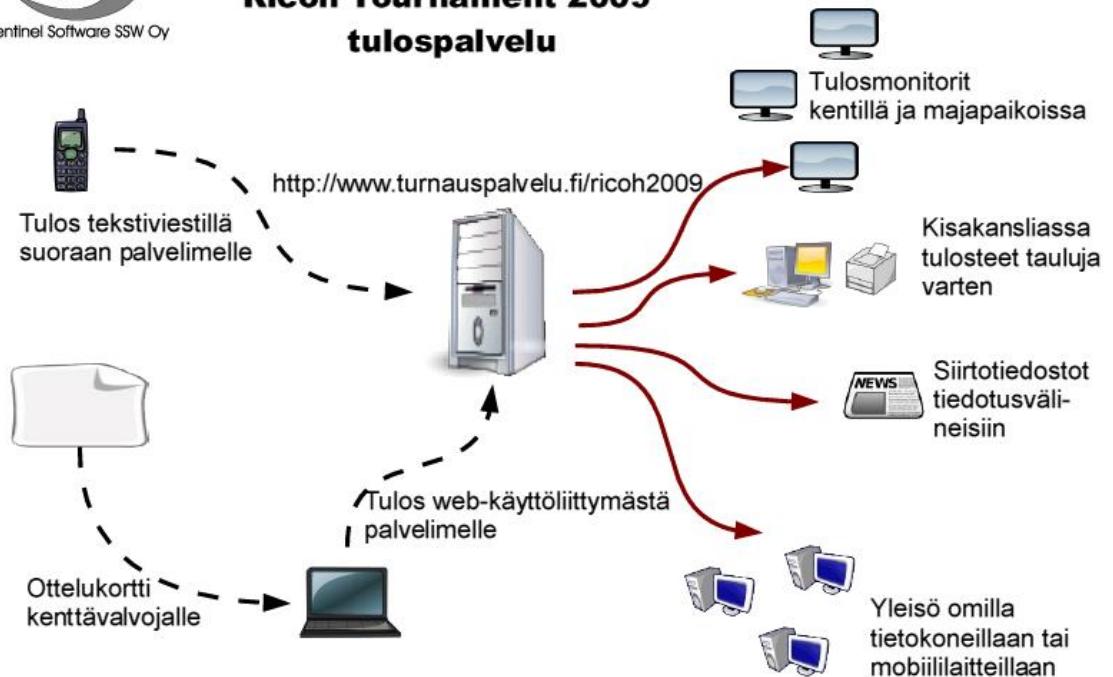 Sentinel Software SSW Oy
Ricoh Tournament 2009
tulospalvelu
Tulosmonitorit
kentillä ja majapaikoissa
http://www.turnauspalvelu.fi/ricoh2009
Tulos tekstiviestillä
suoraan palvelimelle
Kisakansliassa
tulosteet tauluja
varten
NEWS
Siirtotiedostot
tiedotusväli-
neisiin
Tulos web-käyttöliittymästä
palvelimelle
Ottelukortti
kenttävalvojalle
Yleisö omilla
tietokoneillaan tai
mobiililaitteillaan